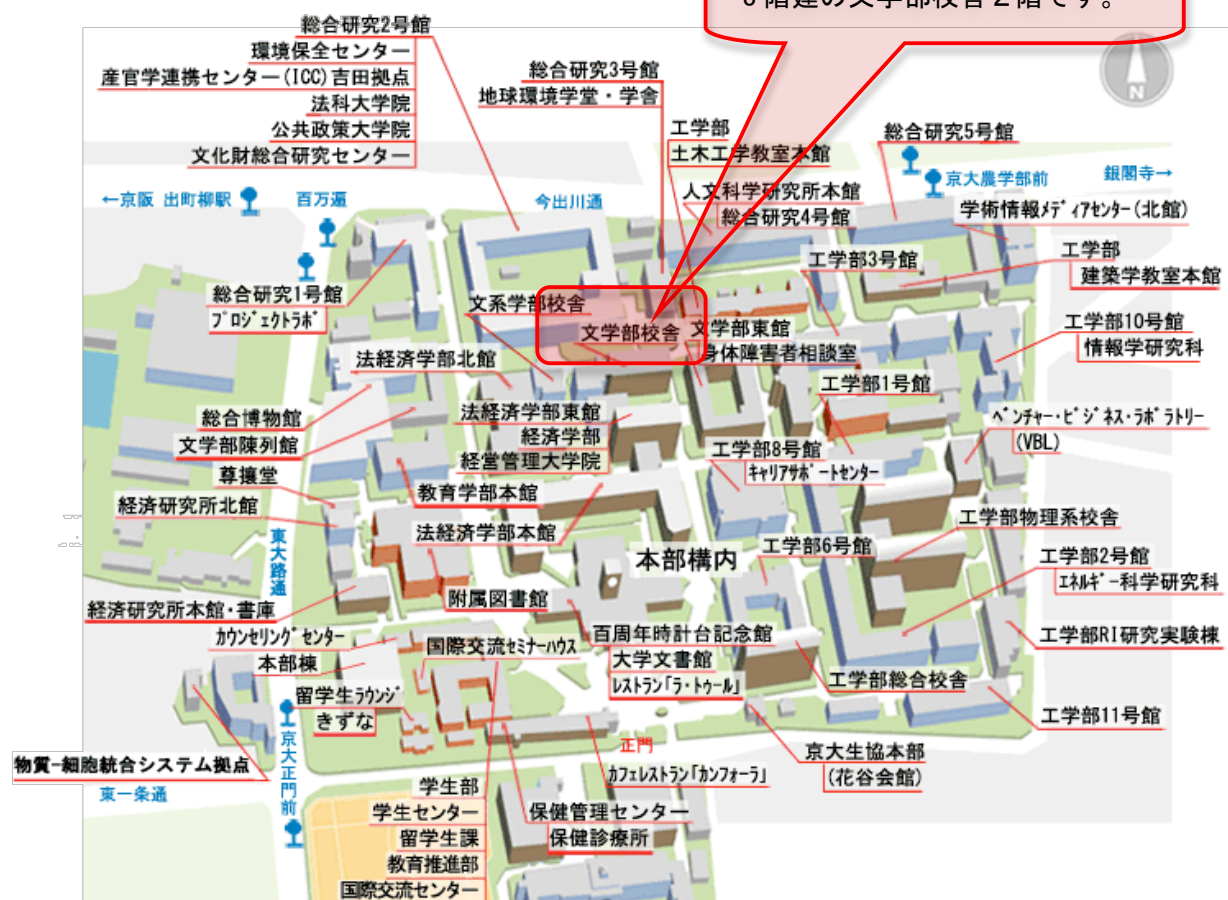 階建の文学部校舎２階です。
総合研究2号館
環境保全センター
産官学連携センター(ICC)吉田拠点
法科大学院
公共政策大学院
文化財総合研究センター
総合研究3号館
地球環境学堂・学舎
工学部
土木工学教室本館
人文科学研究所本館
総合研究4号館
総合研究5号館
N
←京阪 出町柳駅
百万遍
今出川通
京大農学部前
銀閣寺→
学術情報ﾒﾃﾞｨｱｾﾝﾀｰ(北館)
工学部3号館
工学部
建築学教室本館
総合研究1号館
ﾌﾟﾛｼﾞｪｸﾄﾗﾎﾞ
文系学部校舎
文学部校舎
文学部東館
身体障害者相談室
工学部10号館
情報学研究科
法経済学部北館
工学部1号館
総合博物館
文学部陳列館
法経済学部東館
経済学部
経営管理大学院
ﾍﾞﾝﾁｬｰ・ﾋﾞｼﾞﾈｽ・ﾗﾎﾞﾗﾄﾘｰ
(VBL)
工学部8号館
ｷｬﾘｱｻﾎﾟｰﾄｾﾝﾀｰ
尊攘堂
経済研究所北館
教育学部本館
法経済学部本館
東大路通
本部構内
工学部物理系校舎
工学部6号館
工学部2号館
ｴﾈﾙｷﾞｰ科学研究科
経済研究所本館・書庫
附属図書館
ｶｳﾝｾﾘﾝｸﾞｾﾝﾀｰ
国際交流ｾﾐﾅｰﾊｳｽ
百周年時計台記念館
大学文書館
ﾚｽﾄﾗﾝ｢ﾗ・ﾄｩｰﾙ｣
工学部RI研究実験棟
本部棟
留学生ﾗｳﾝｼﾞ
きずな
工学部総合校舎
工学部11号館
物質-細胞統合システム拠点
京大正門前
正門
京大生協本部
(花谷会館)
東一条通
ｶﾌｪﾚｽﾄﾗﾝ｢ｶﾝﾌｫｰﾗ｣
学生部
学生センター
留学生課
教育推進部
国際交流センター
保健管理センター
保健診療所